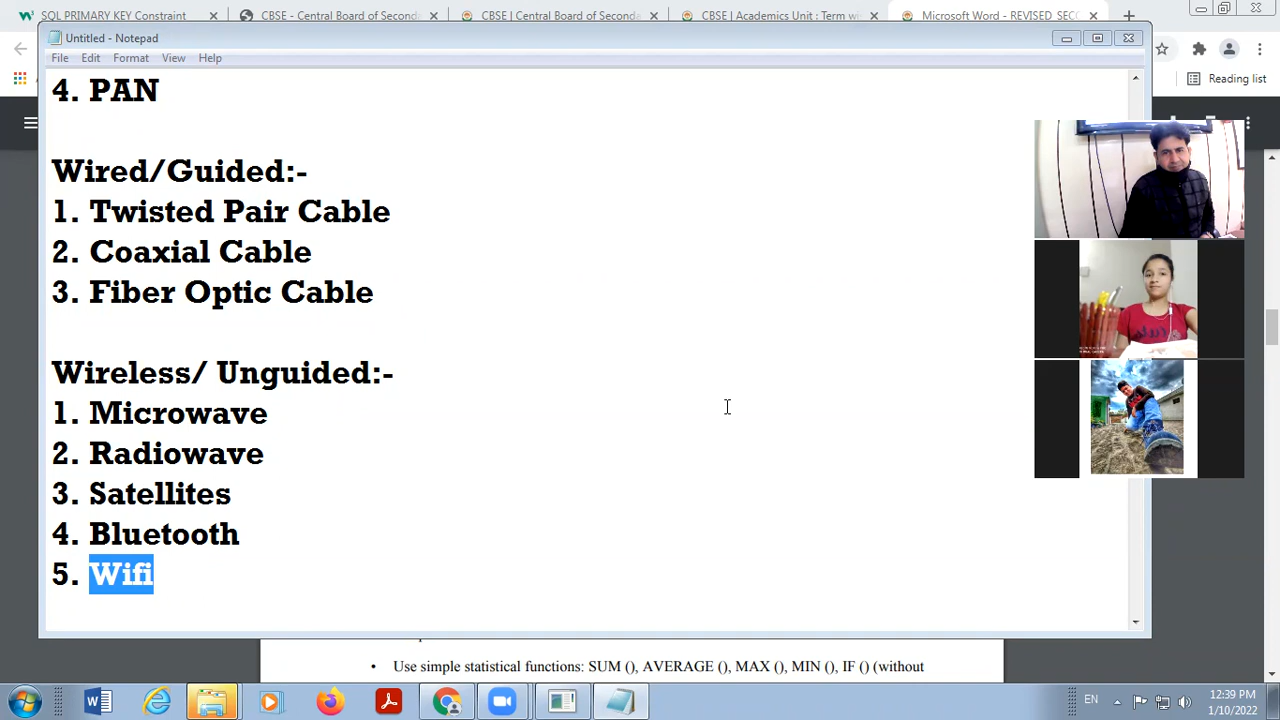 SQL PRIMARY KEY Constraint
CBSE - Central Board of Second
CBSE | Central Board of Seconda
CBSE | Academics Unit : Term w
Microsoft Word - REVISED_SEC
Reading list
Untitled - Notepad
File Edit Format View Help
4. PAN
Wired/Guided:-
1. Twisted Pair Cable
2. Coaxial Cable
3. Fiber Optic Cable
Wireless/ Unguided:-
1. Microwave
2. Radiowave
3. Satellites
4. Bluetooth
5. Wifi
• Use simple statistical functions: SUM (), AVERAGE (), MAX (), MIN (), IF () (without
EN
12:39 PM
1/10/2022